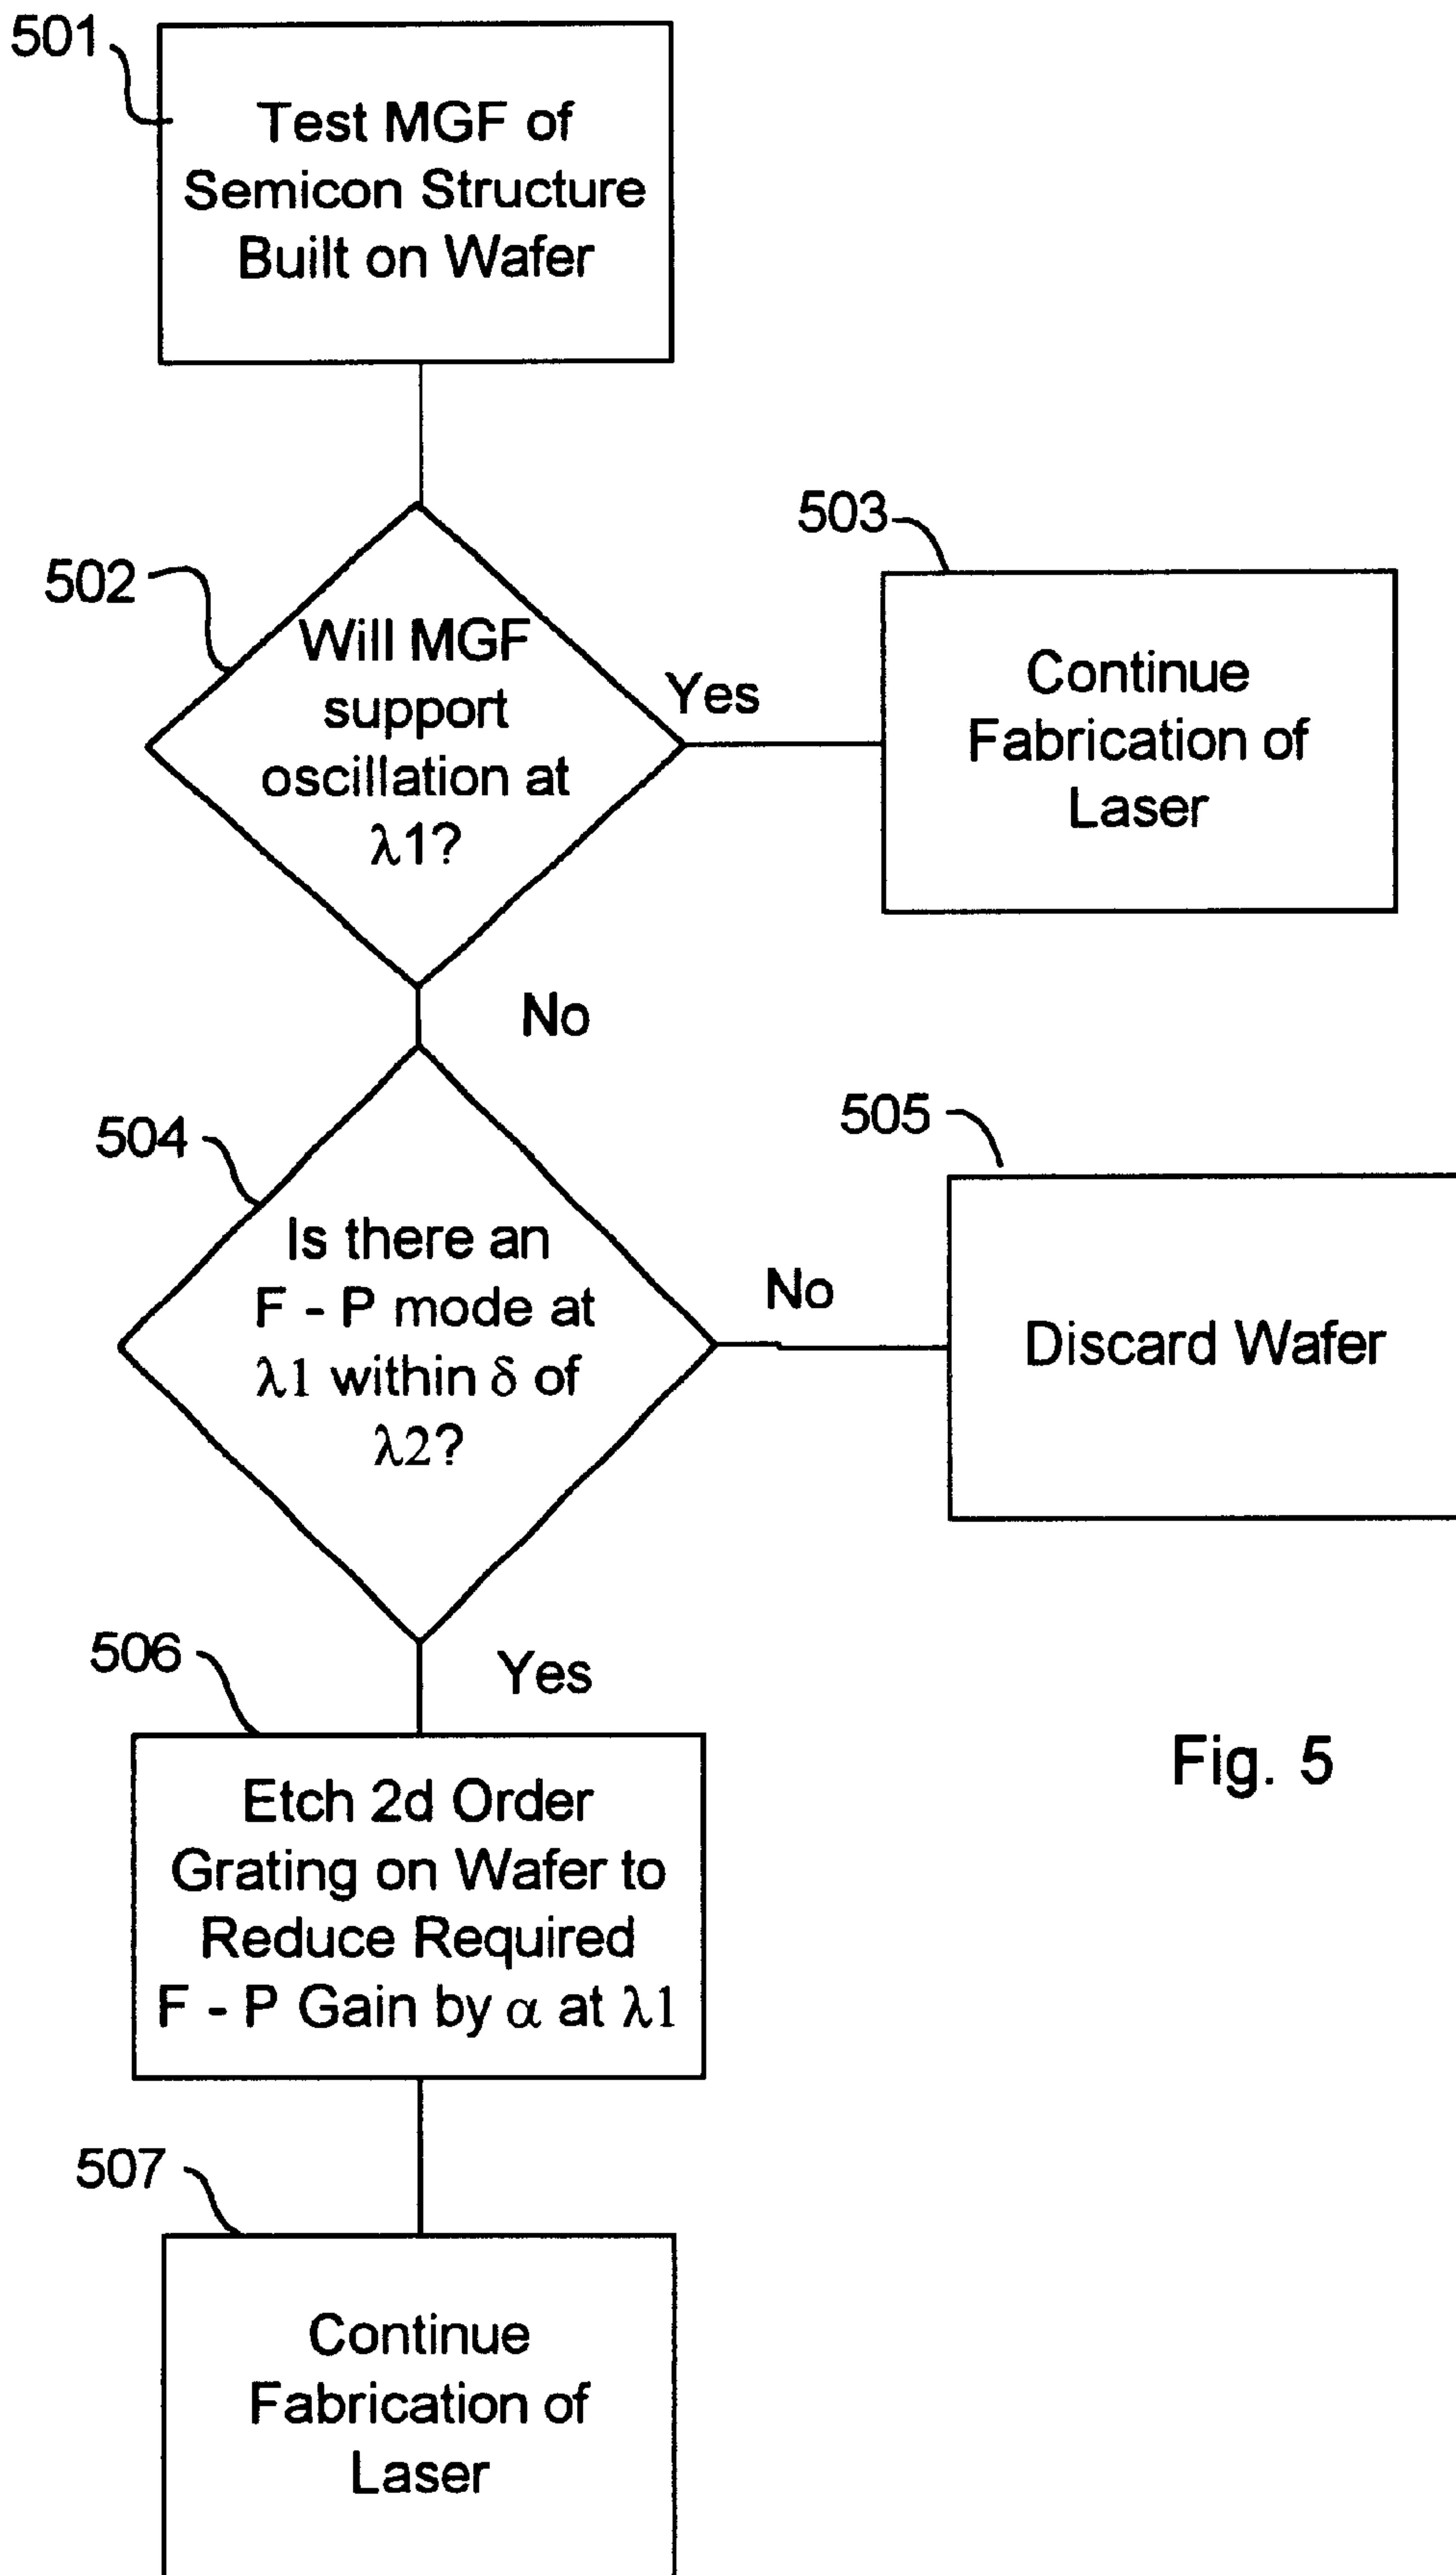 501
Test MGF of
Semicon Structure
Built on Wafer
502
Will MGF
support
oscillation at
λ1?
Yes
503
Continue
Fabrication of
Laser
No
504
Is there an
F - P mode at
λ1 within δ of
λ2?
No
505
Discard Wafer
Yes
506
Etch 2d Order
Grating on Wafer to
Reduce Required
F - P Gain by α at λ1
Fig. 5
507
Continue
Fabrication of
Laser